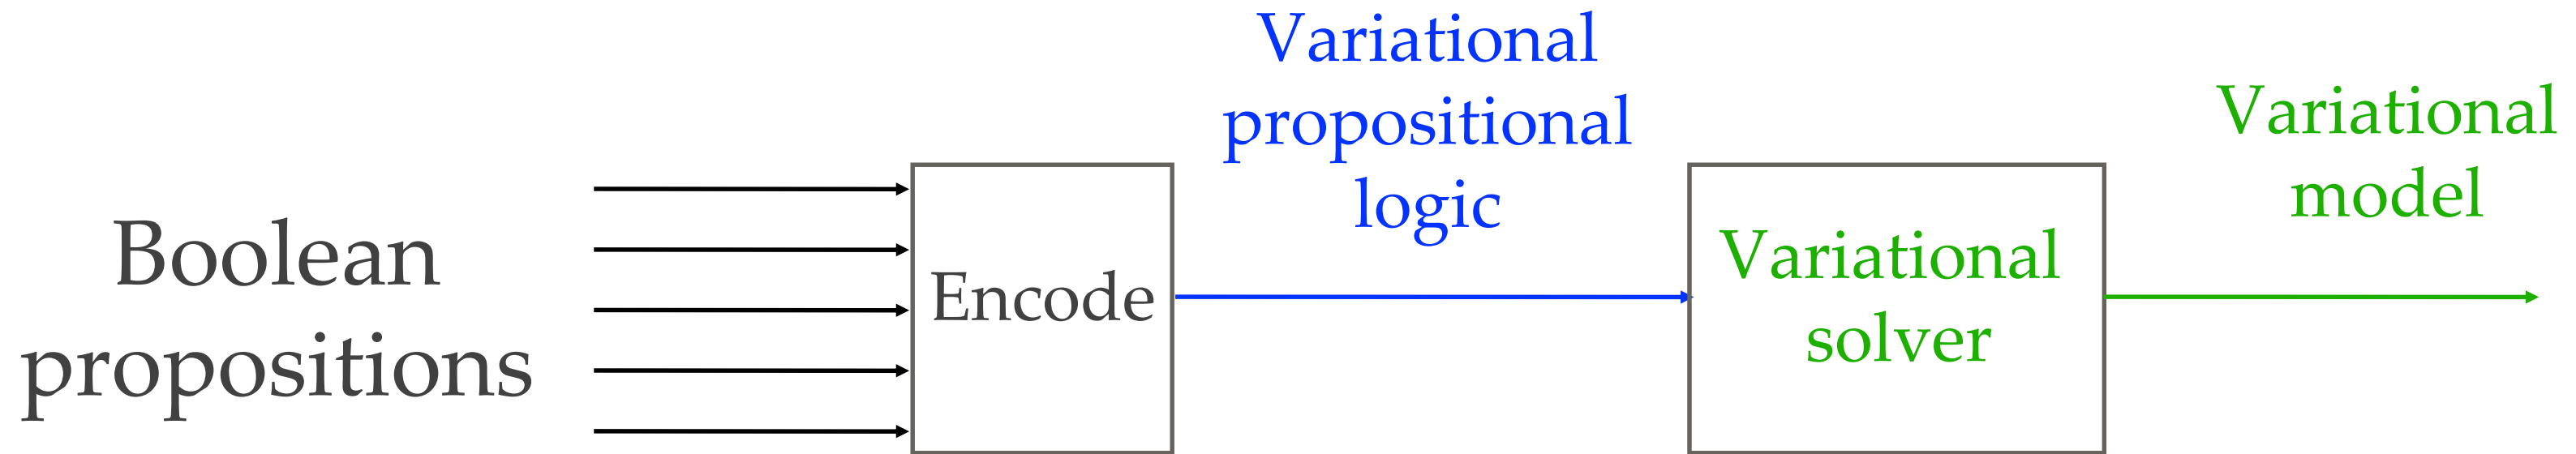 Boolean
propositions
Encode
Variational
propositional
logic
Variational
solver
Variational
model